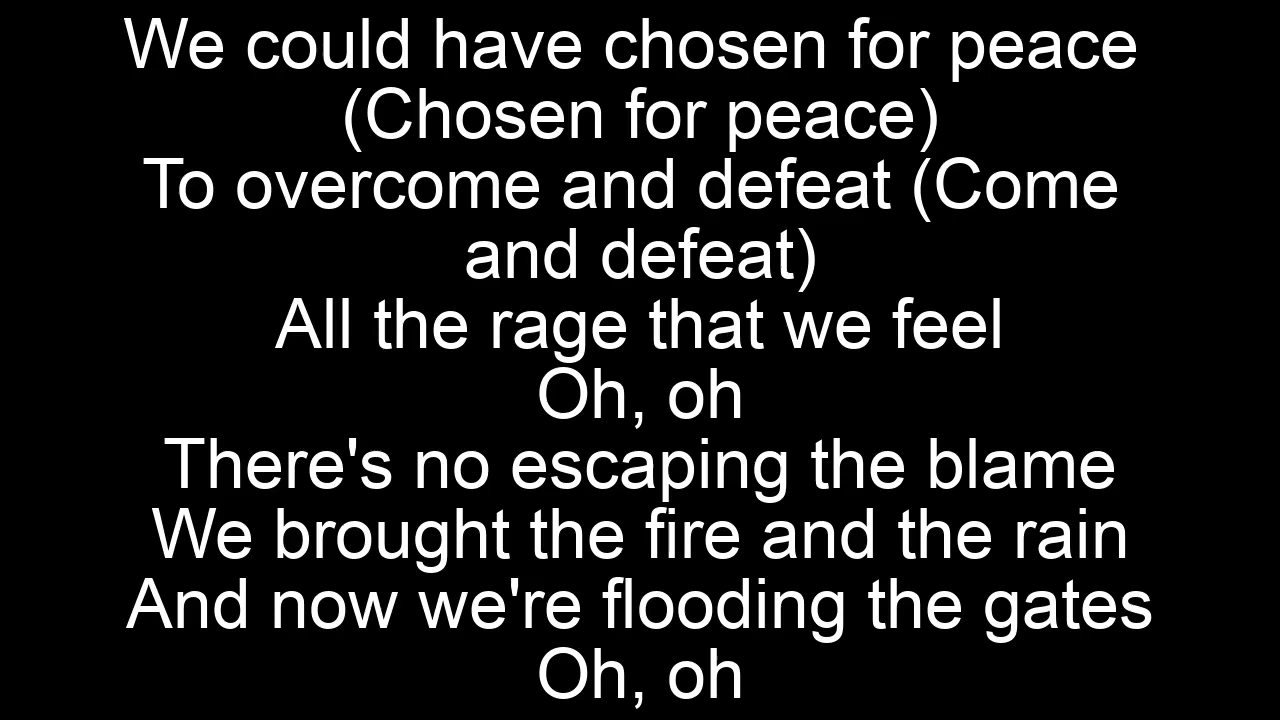 We could have chosen for peace
(Chosen for peace)
To overcome and defeat (Come
and defeat)
All the rage that we feel
Oh, oh
There's no escaping the blame
We brought the fire and the rain
And now we're flooding the gates
Oh, oh